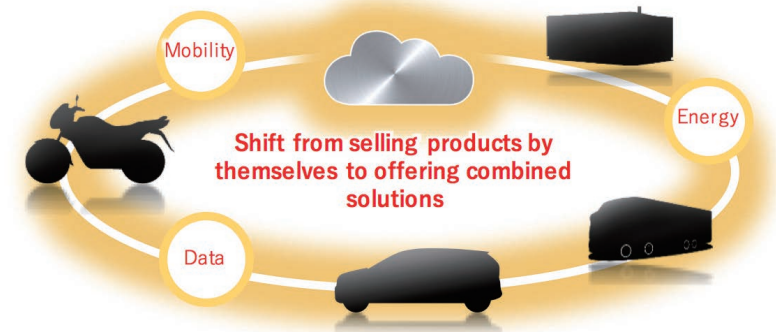 Mobility
Energy
Shift from selling products by
themselves to offering combined
solutions
Data